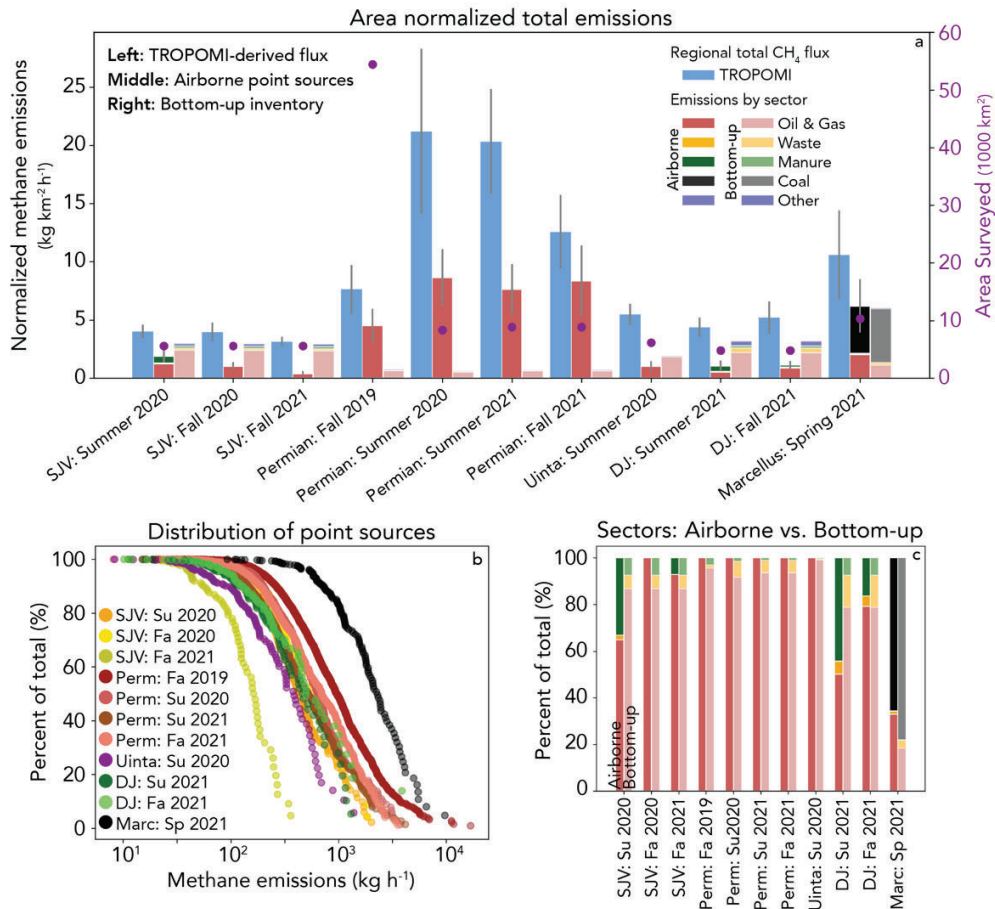 Area normalized total emissions
a
Left: TROPOMI-derived flux
Middle: Airborne point sources
Right: Bottom-up inventory
Regional total CH₄ flux
TROPOMI
Emissions by sector
Airborne
Bottom-up
Oil & Gas
Waste
Manure
Coal
Other
Normalized methane emissions
(kg km⁻² h⁻¹)
25
20
15
10
5
0
Area Surveyed (1000 km²)
60
50
40
30
20
10
0
SJV: Summer 2020
SJV: Fall 2020
SJV: Fall 2021
Permian: Fall 2019
Permian: Summer 2020
Permian: Summer 2021
Permian: Fall 2021
Uinta: Summer 2020
DJ: Summer 2021
DJ: Fall 2021
Marcellus: Spring 2021
Distribution of point sources
b
Percent of total (%)
100
80
60
40
20
0
SJV: Su 2020
SJV: Fa 2020
SJV: Fa 2021
Perm: Fa 2019
Perm: Su 2020
Perm: Su 2021
Perm: Fa 2021
Uinta: Su 2020
DJ: Su 2021
DJ: Fa 2021
Marc: Sp 2021
10¹ 10² 10³ 10⁴
Methane emissions (kg h⁻¹)
Sectors: Airborne vs. Bottom-up
c
Percent of total (%)
100
80
60
40
20
0
Airborne
Bottom-up
SJV: Su 2020
SJV: Fa 2020
SJV: Fa 2021
Perm: Fa 2019
Perm: Su2020
Perm: Su 2021
Perm: Fa 2021
Uinta: Su 2020
DJ: Su 2021
DJ: Fa 2021
Marc: Sp 2021